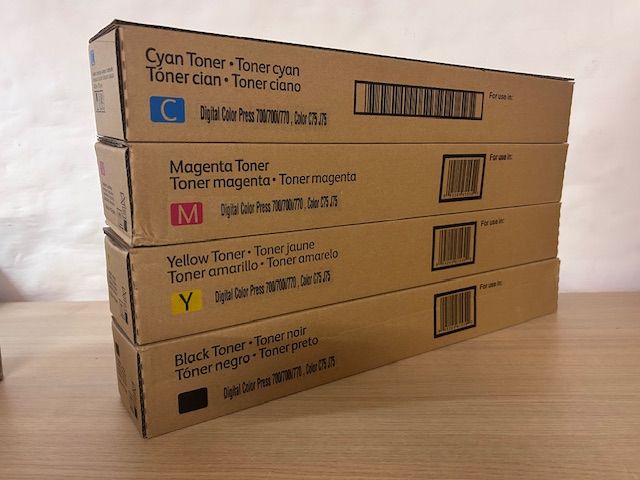 Cyan Toner • Toner cyan
Tóner cian • Toner ciano
C
Digital Color Press 700/700i/770 , Color C75 J75
For use in:
Magenta Toner
Toner magenta • Toner magenta
M
Digital Color Press 700/700i/770 , Color C75 J75
For use in:
Yellow Toner • Toner jaune
Toner amarillo • Toner amarelo
Y
Digital Color Press 700/700i/770 , Color C75 J75
For use in:
Black Toner • Toner noir
Tóner negro • Toner preto
Digital Color Press 700/700i/770 , Color C75 J75
For use in: